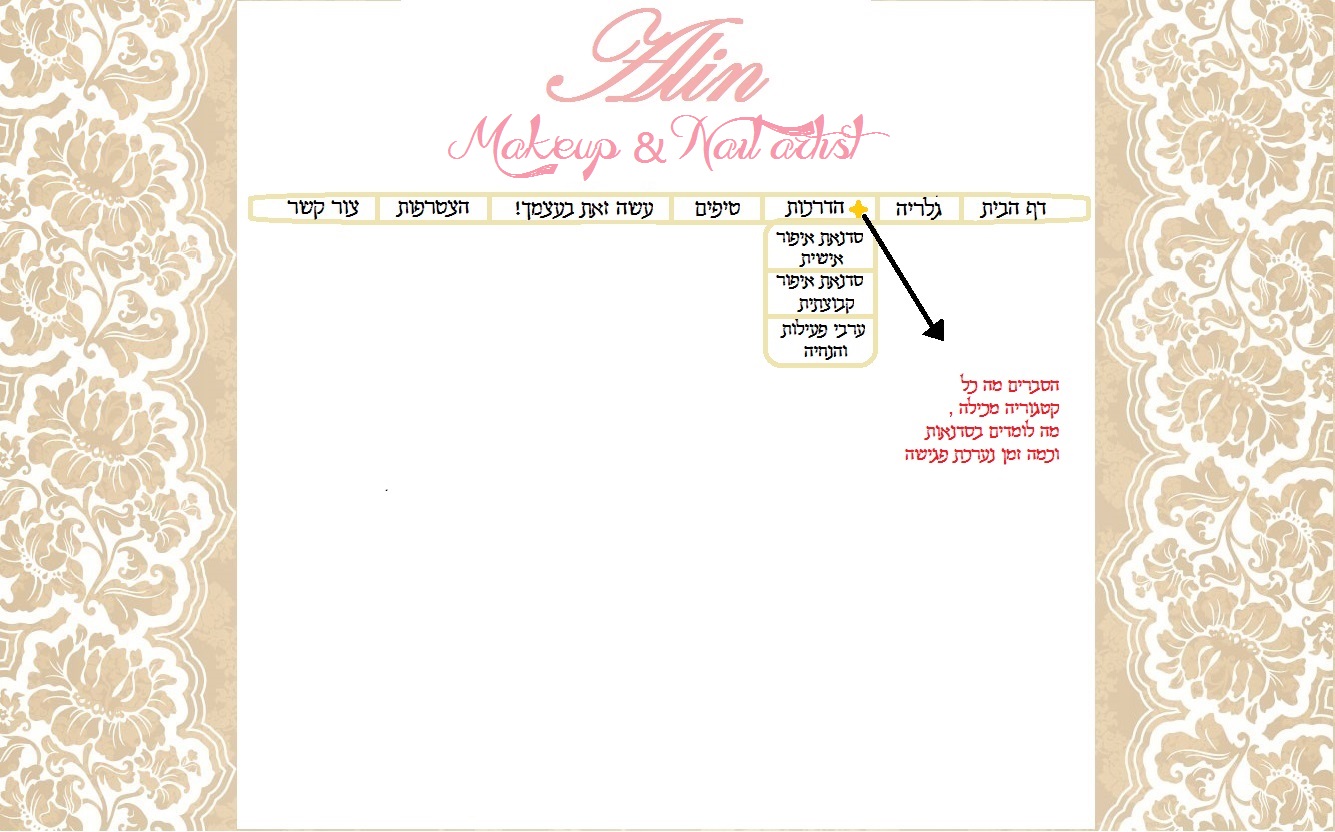 Alin
Makeup & Nail artist
דף הבית גלריה הדרכות טיפים עשה זאת בעצמך! הצטרפות צור קשר
סדנאת איפור
אישית
סדנאת איפור
קבוצתית
ערבי פעילות
והנחיה
הסברים מה כל
קטגוריה מכילה ,
מה לומדים בסדנאות
וכמה זמן נערכת פגישה